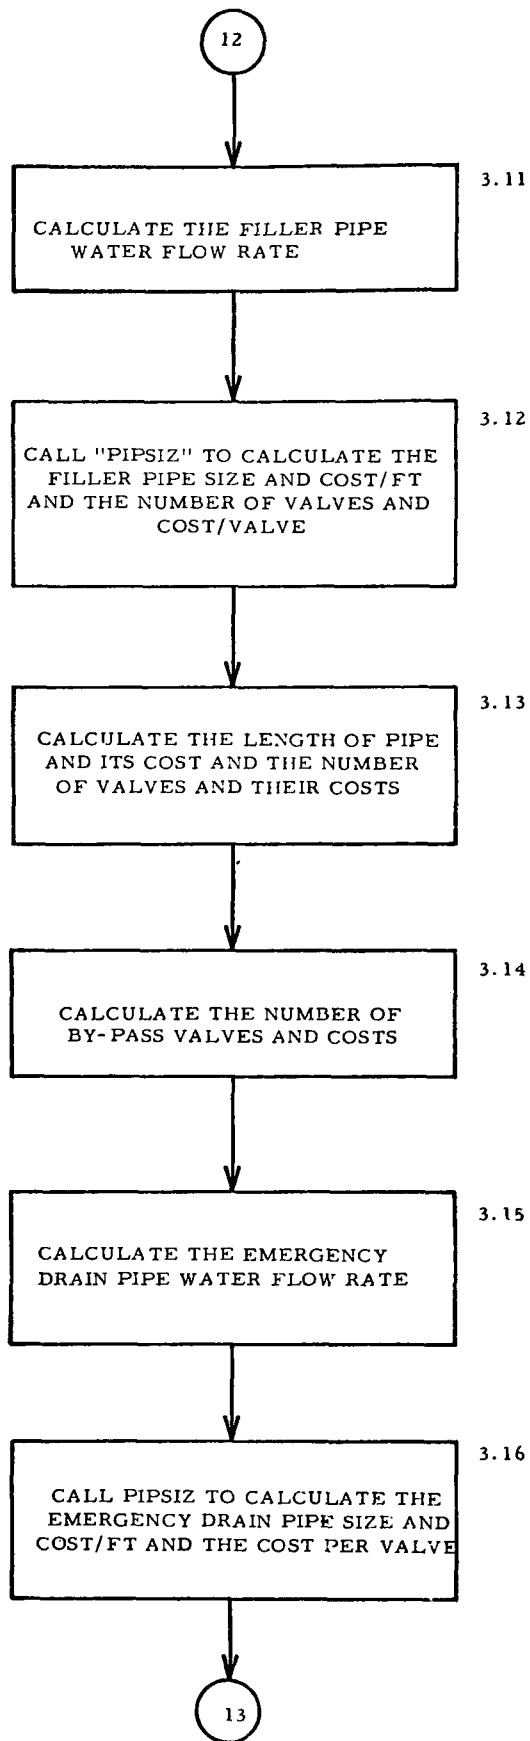 12
3.11
CALCULATE THE FILLER PIPE
WATER FLOW RATE
3.12
CALL "PIPSIZ" TO CALCULATE THE
FILLER PIPE SIZE AND COST/FT
AND THE NUMBER OF VALVES AND
COST/VALVE
3.13
CALCULATE THE LENGTH OF PIPE
AND ITS COST AND THE NUMBER
OF VALVES AND THEIR COSTS
3.14
CALCULATE THE NUMBER OF
BY-PASS VALVES AND COSTS
3.15
CALCULATE THE EMERGENCY
DRAIN PIPE WATER FLOW RATE
3.16
CALL PIPSIZ TO CALCULATE THE
EMERGENCY DRAIN PIPE SIZE AND
COST/FT AND THE COST PER VALVE
13